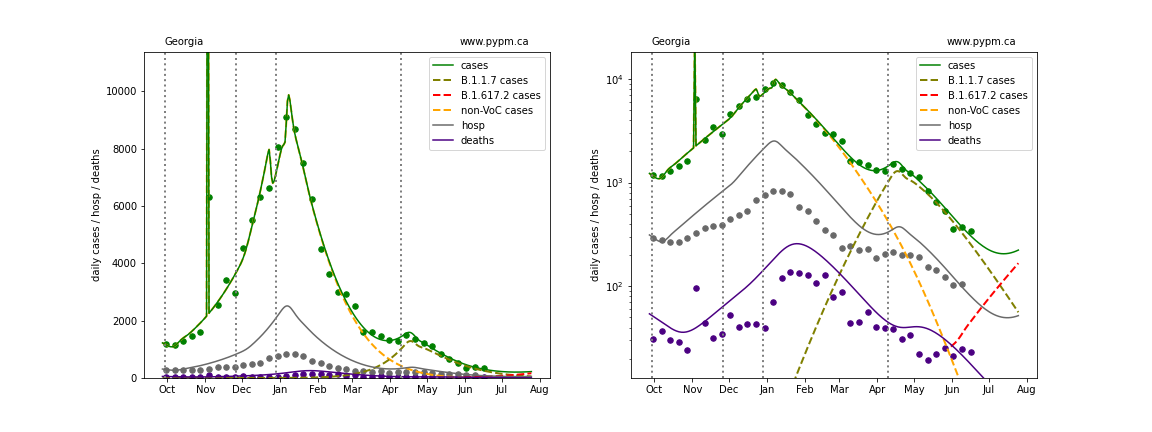 Georgia
www.pypm.ca
daily cases / hosp / deaths
10000
8000
6000
4000
2000
0
cases
B.1.1.7 cases
B.1.617.2 cases
non-VoC cases
hosp
deaths
Oct Nov Dec Jan Feb Mar Apr May Jun Jul Aug
Georgia
www.pypm.ca
daily cases / hosp / deaths
10⁴
10³
10²
cases
B.1.1.7 cases
B.1.617.2 cases
non-VoC cases
hosp
deaths
Oct Nov Dec Jan Feb Mar Apr May Jun Jul Aug